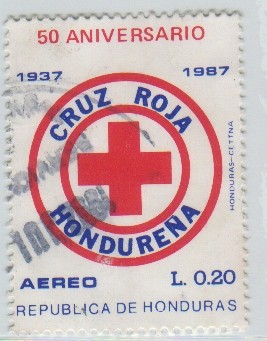 50 ANIVERSARIO
1937 1987
CRUZ ROJA
HONDUREÑA
HONDURAS-CETTNA
AEREO L. 0.20
REPUBLICA DE HONDURAS